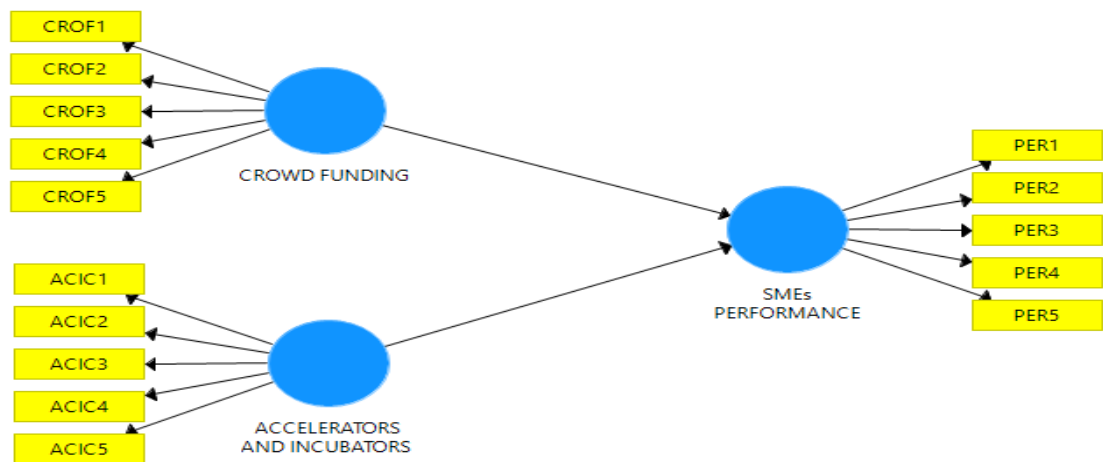 CROF1
CROF2
CROF3
CROF4
CROF5
CROWD FUNDING
ACIC1
ACIC2
ACIC3
ACIC4
ACIC5
ACCELERATORS
AND INCUBATORS
SMEs
PERFORMANCE
PER1
PER2
PER3
PER4
PER5